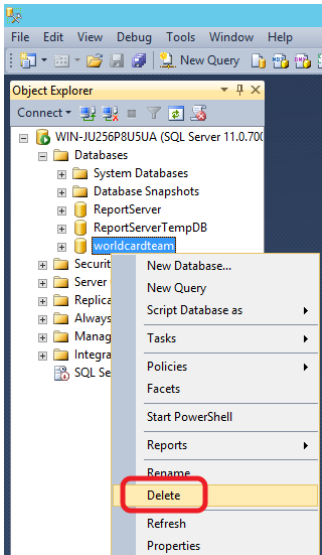 File Edit View Debug Tools Window Help
New Query
Object Explorer
Connect
WIN-JU256P8U5UA (SQL Server 11.0.700
Databases
System Databases
Database Snapshots
ReportServer
ReportServerTempDB
worldcardteam
Securit
Server
Replica
Always
Manag
Integra
SQL Se
New Database...
New Query
Script Database as
Tasks
Policies
Facets
Start PowerShell
Reports
Rename
Delete
Refresh
Properties